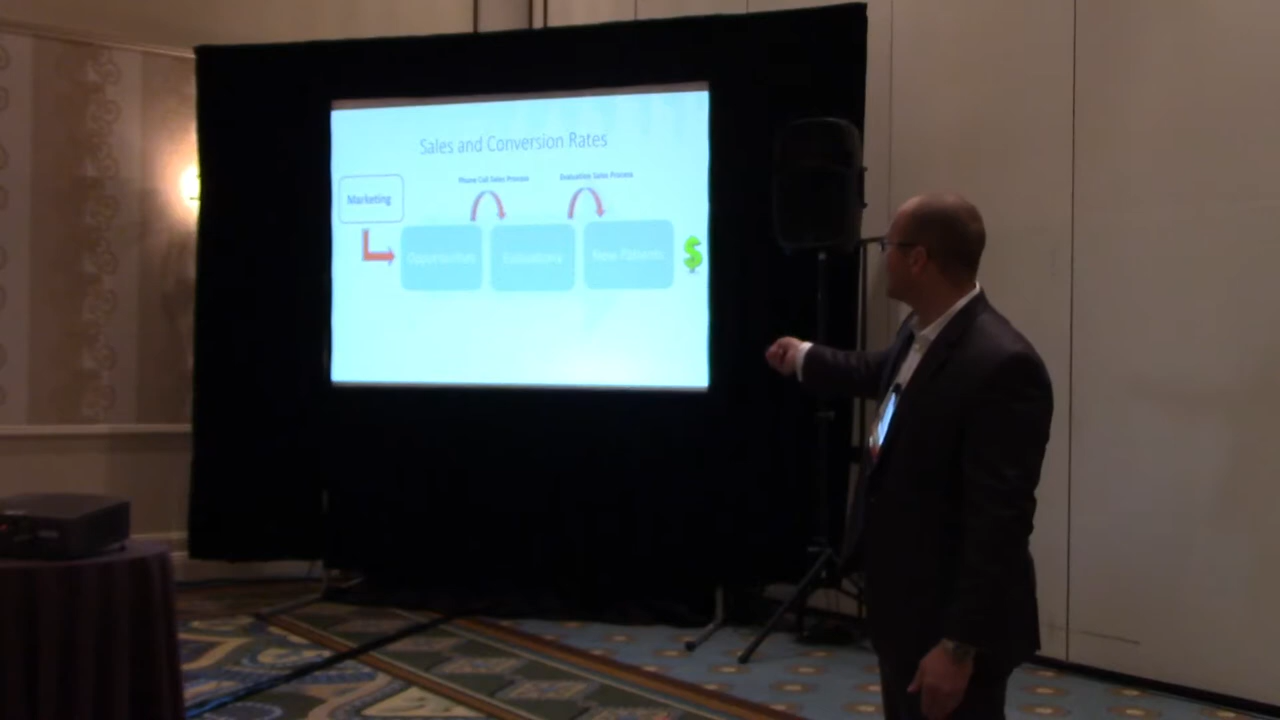 Sales and Conversion Rates
Phone Call Sales Process
Evaluation Sales Process
Marketing
Opportunities
Evaluations
New Patients
$